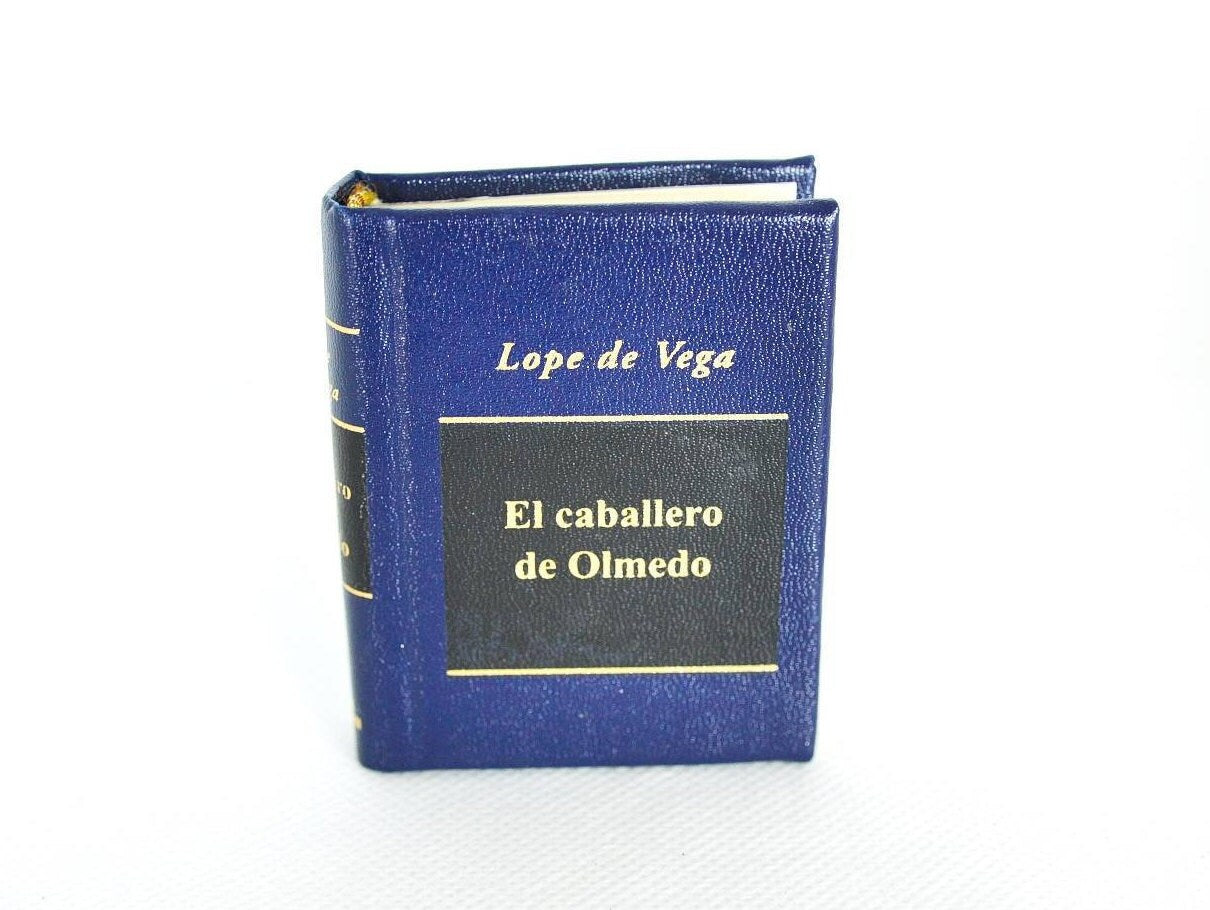 Lope de Vega
El caballero
de Olmedo